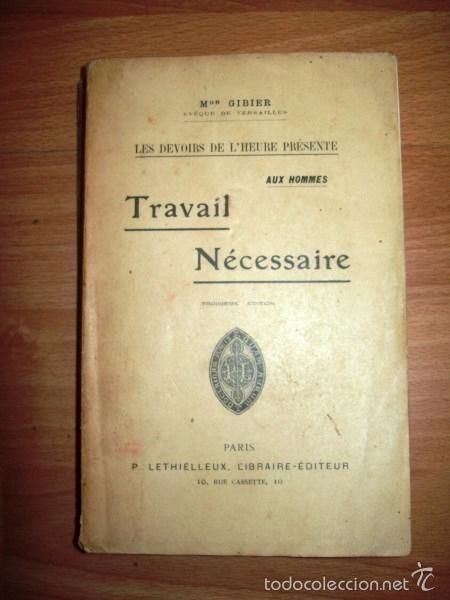 Mgr GIBIER
ÉVÊQUE DE VERSAILLES
LES DEVOIRS DE L'HEURE PRÉSENTE
AUX HOMMES
Travail
Nécessaire
ÉDITION
PARIS
P. LETHIELLEUX, LIBRAIRE-ÉDITEUR
10, RUE CASSETTE, 10
todocoleccion.net